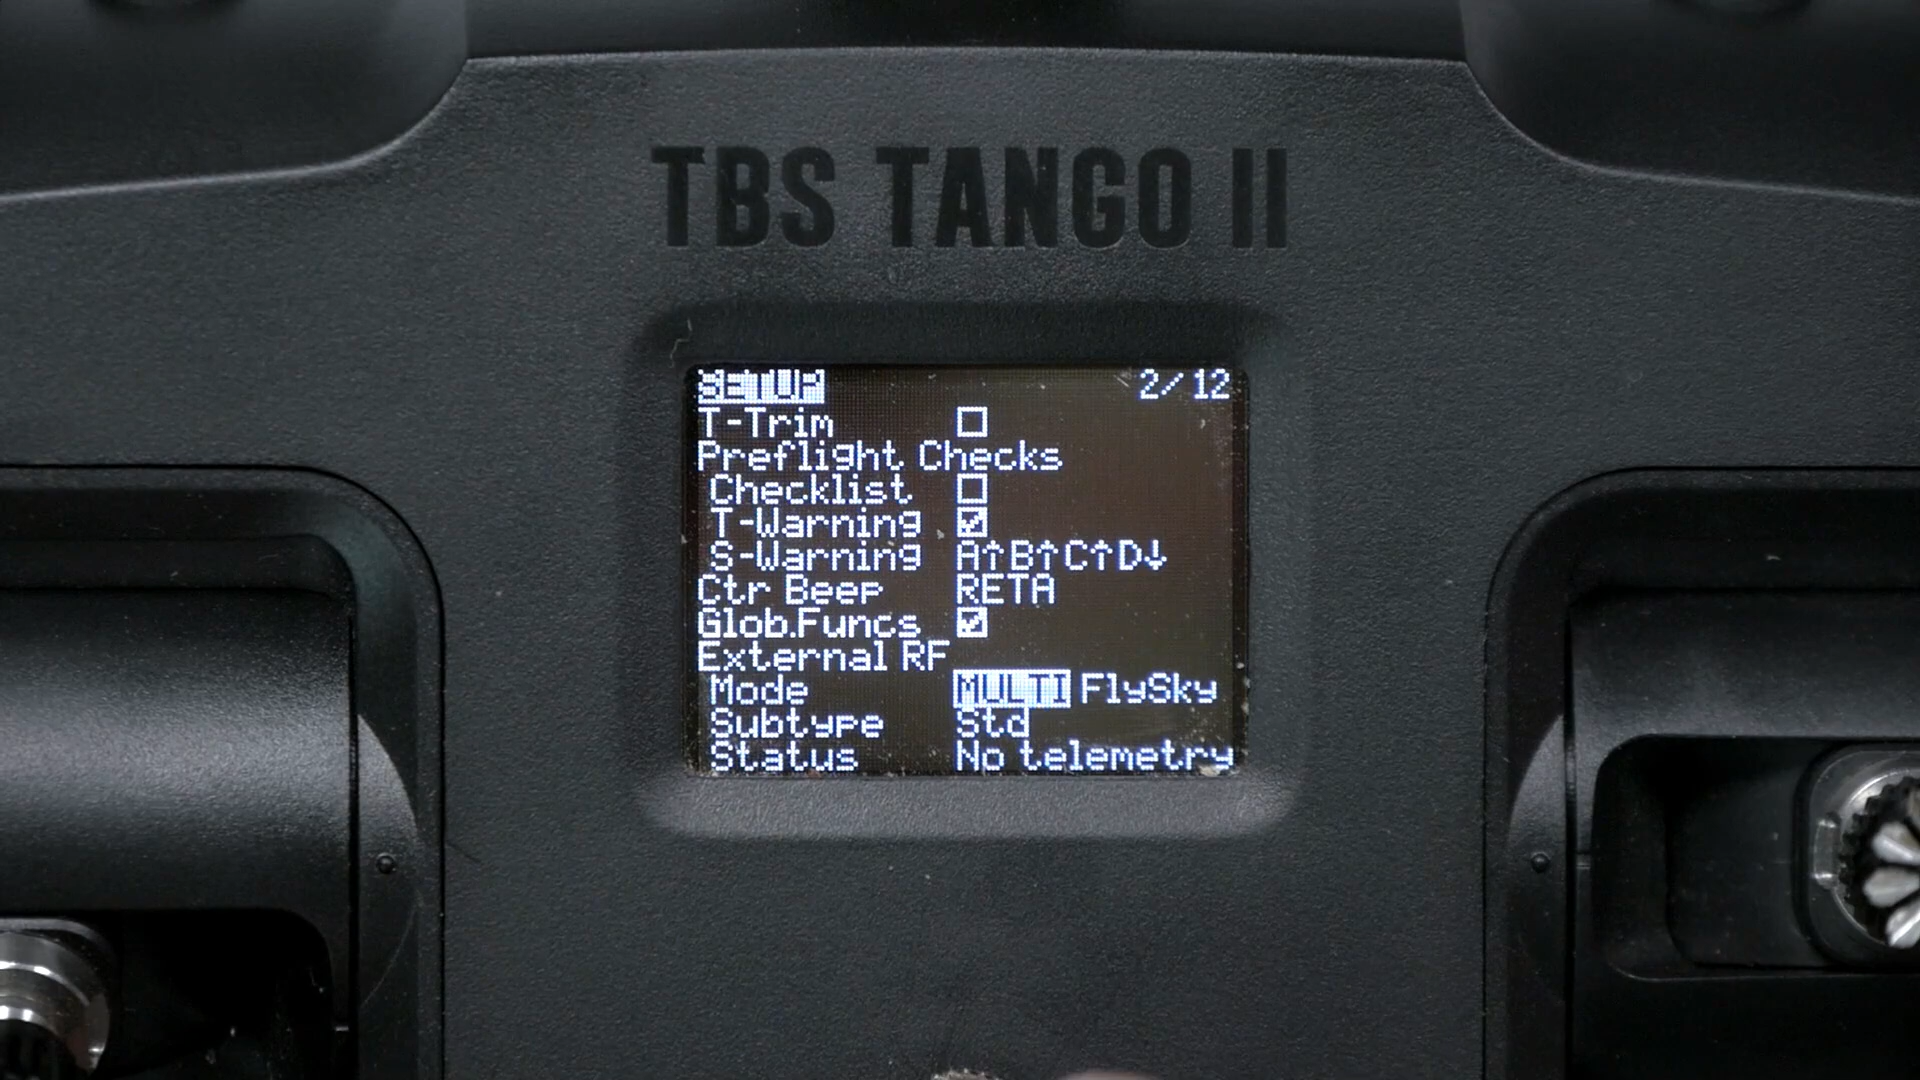 TBS TANGO II
SETUP 2/12
T-Trim
Preflight Checks
Checklist
T-Warning
S-Warning A↑B↑C↑D↓
Ctr Beep RETA
Glob.Funcs
External RF
Mode MULTI FlySky
Subtype Std
Status No telemetry